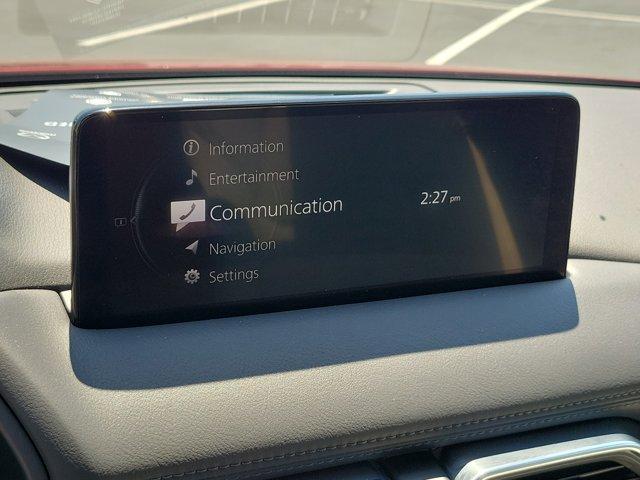 Information
Entertainment
Communication
2:27 pm
Navigation
Settings